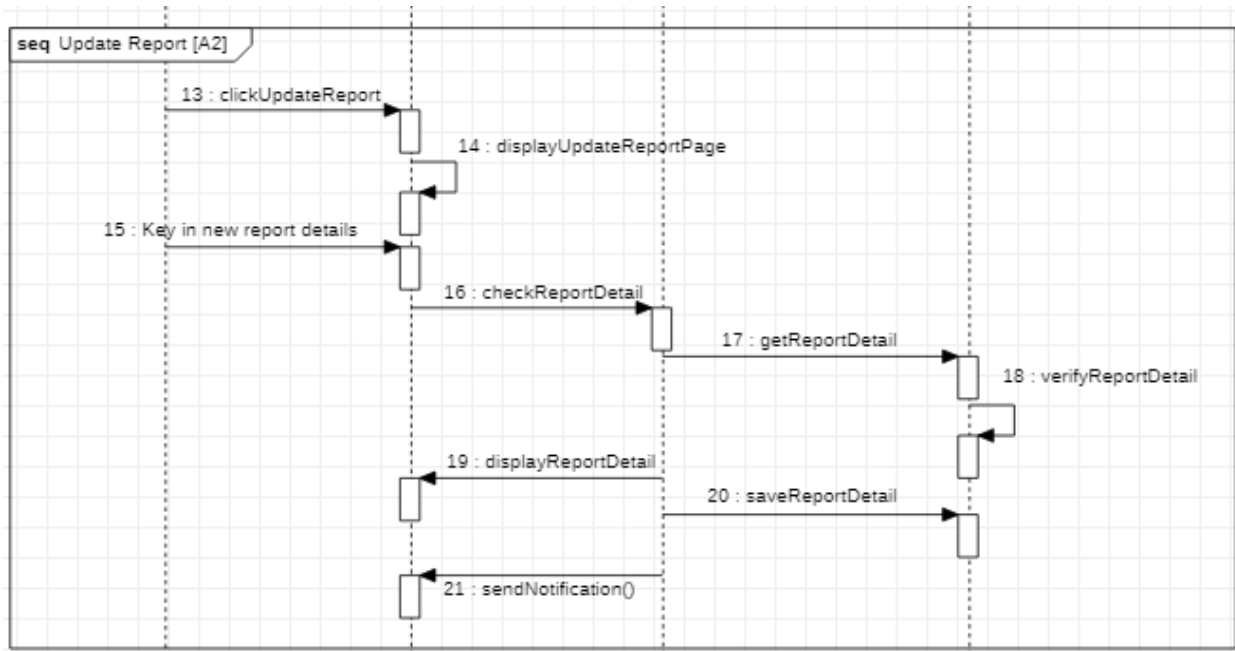 seq Update Report [A2]
13 : clickUpdateReport
14 : displayUpdateReportPage
15 : Key in new report details
16 : checkReportDetail
17 : getReportDetail
18 : verifyReportDetail
19 : displayReportDetail
20 : saveReportDetail
21 : sendNotification()